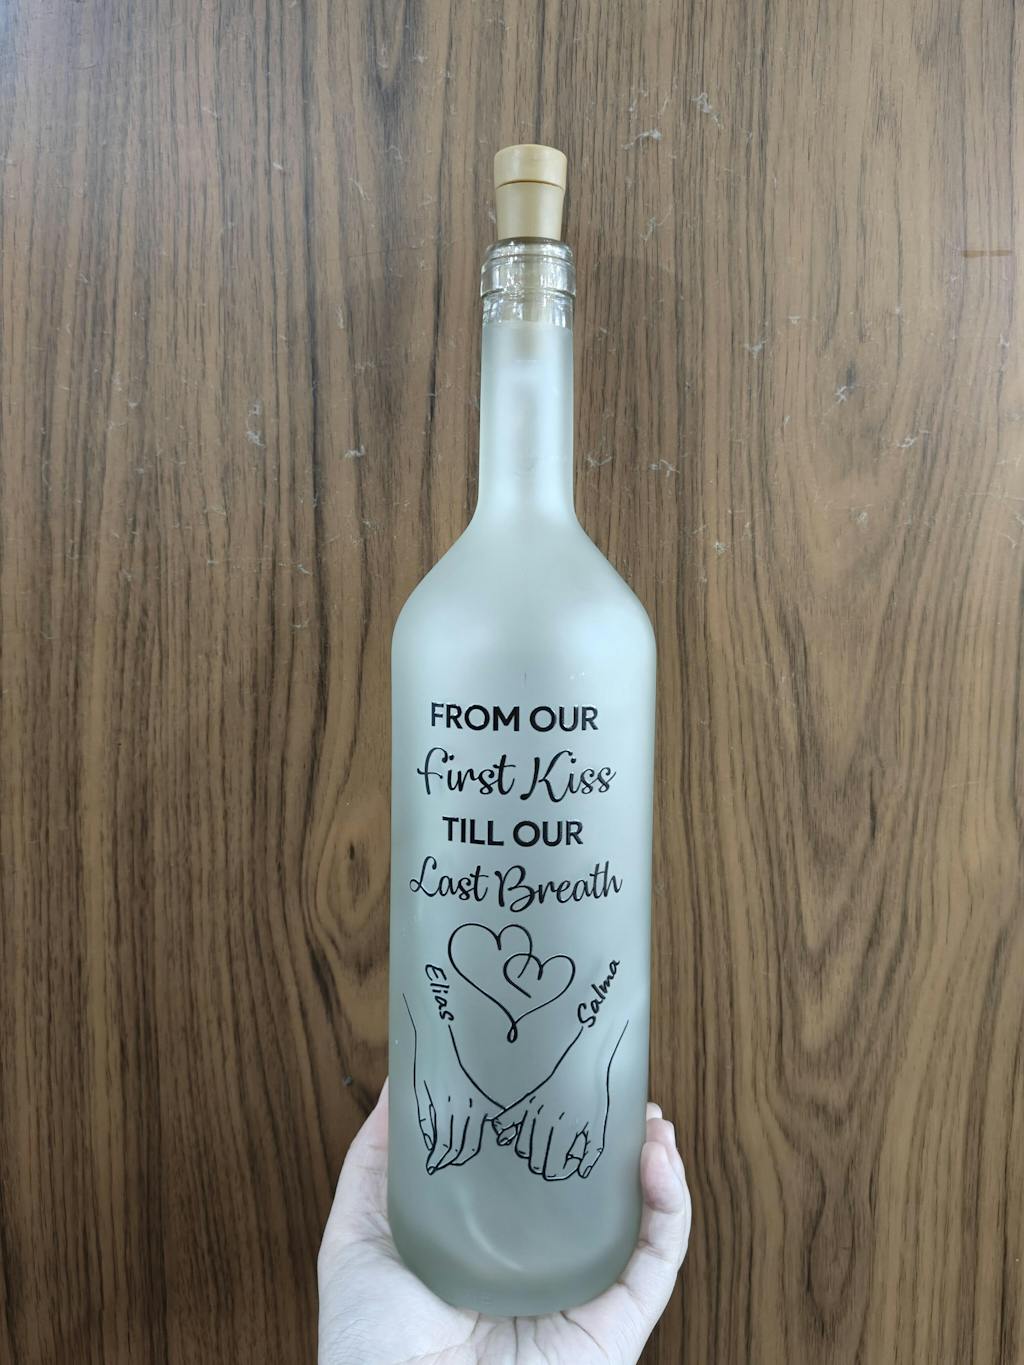 FROM OUR
First Kiss
TILL OUR
Last Breath
Elias
Salma